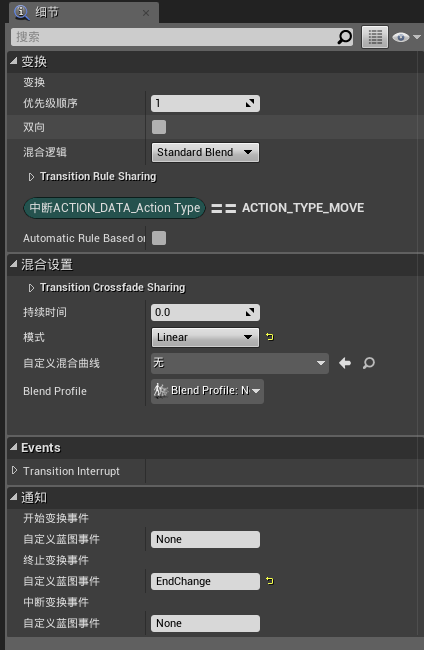 细节
搜索
变换
变换
优先级顺序 1
双向
混合逻辑 Standard Blend
Transition Rule Sharing
中断ACTION_DATA_Action Type == ACTION_TYPE_MOVE
Automatic Rule Based or
混合设置
Transition Crossfade Sharing
持续时间 0.0
模式 Linear
自定义混合曲线 无
Blend Profile Blend Profile: N
Events
Transition Interrupt
通知
开始变换事件
自定义蓝图事件 None
终止变换事件
自定义蓝图事件 EndChange
中断变换事件
自定义蓝图事件 None